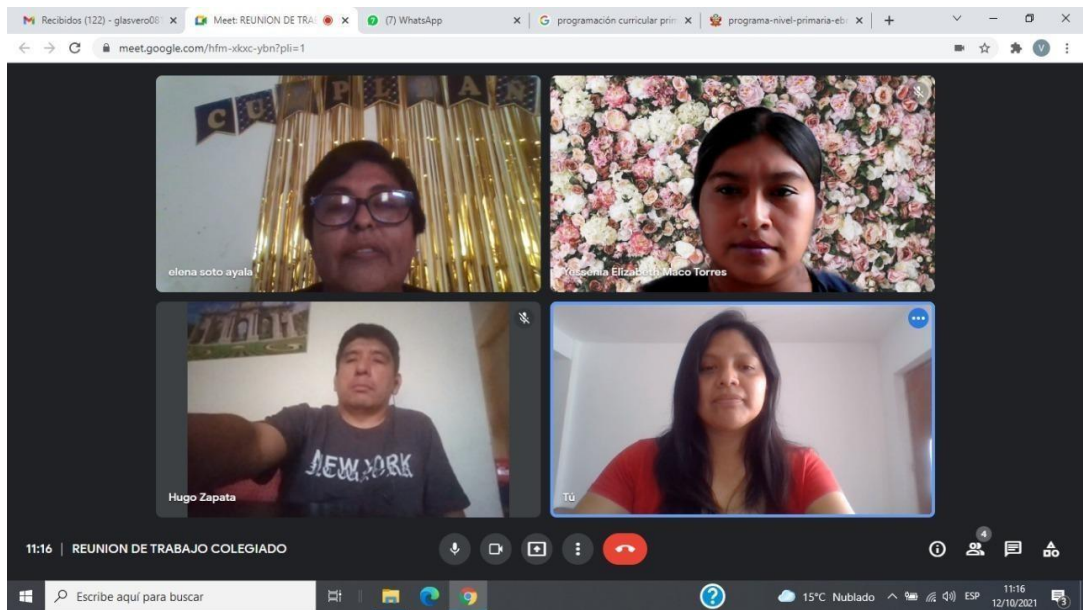 Recibidos (122) - glasvero08
Meet: REUNION DE TRA
(7) WhatsApp
programación curricular prim
programa-nivel-primaria-eb
meet.google.com/hfm-xkxc-ybn?pli=1
V
CUMPLEAÑ
elena soto ayala
Yessenia Elizabeth Maco Torres
NEW YORK
Hugo Zapata
Tú
11:16 | REUNION DE TRABAJO COLEGIADO
4
Escribe aquí para buscar
15°C Nublado
ESP
11:16
12/10/2021
3